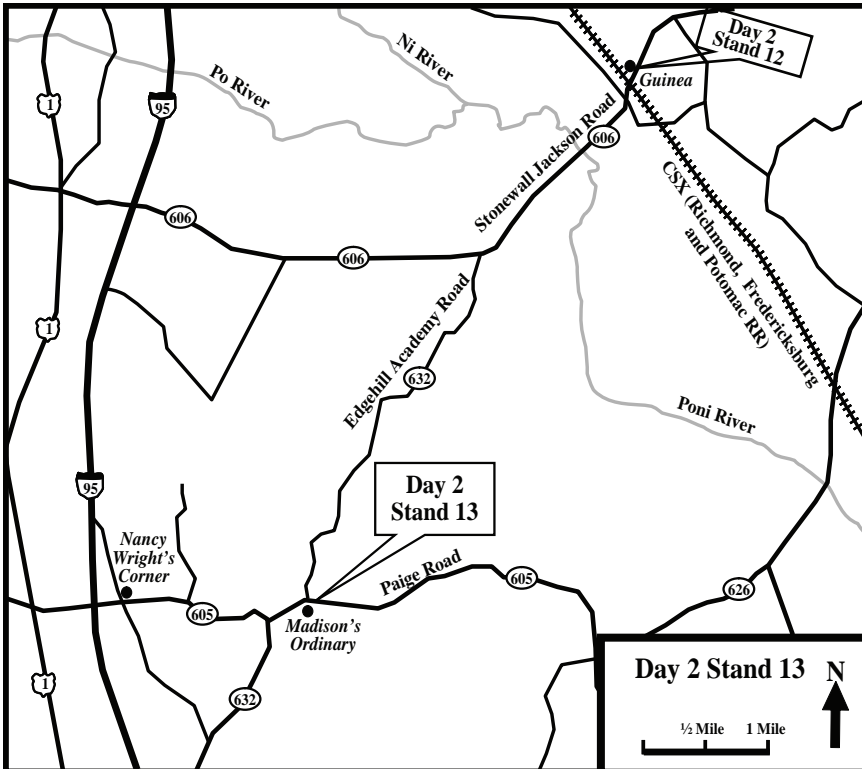 Day 2
Stand 12
Guinea
Ni River
Po River
1
95
606
Stonewall Jackson Road
606
606
CSX (Richmond, Fredericksburg
and Potomac RR)
1
Edgehill Academy Road
632
Poni River
95
Day 2
Stand 13
Nancy
Wright's
Corner
Paige Road
605
605
626
Madison's
Ordinary
1
632
Day 2 Stand 13
N
½ Mile
1 Mile